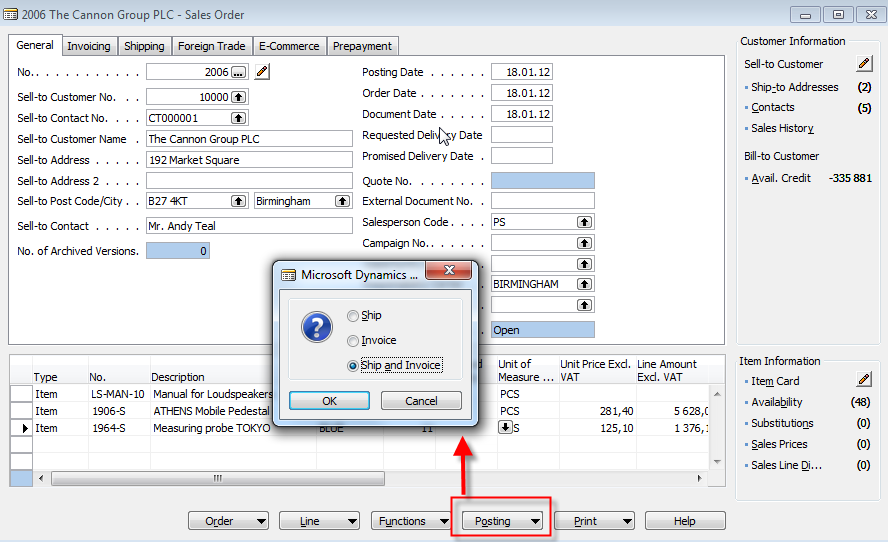 2006 The Cannon Group PLC - Sales Order
General Invoicing Shipping Foreign Trade E-Commerce Prepayment
No. . . . . . . . . . . . 2006 ...
Sell-to Customer No. . . 10000
Sell-to Contact No. . . . CT000001
Sell-to Customer Name . The Cannon Group PLC
Sell-to Address . . . . . 192 Market Square
Sell-to Address 2 . . . .
Sell-to Post Code/City . . B27 4KT Birmingham
Sell-to Contact . . . . . Mr. Andy Teal
No. of Archived Versions. 0
Posting Date . . . . . . 18.01.12
Order Date . . . . . . . 18.01.12
Document Date . . . . . 18.01.12
Requested Delivery Date
Promised Delivery Date .
Quote No. . . . . . . .
External Document No. .
Salesperson Code . . . . PS
Campaign No. . . . . . .
BIRMINGHAM
Open
Customer Information
Sell-to Customer
Ship-to Addresses (2)
Contacts (5)
Sales History
Bill-to Customer
Avail. Credit -335 881
Microsoft Dynamics ...
Ship
Invoice
Ship and Invoice
OK Cancel
Type No. Description Unit of Measure ... Unit Price Excl. VAT Line Amount Excl. VAT
Item LS-MAN-10 Manual for Loudspeakers PCS
Item 1906-S ATHENS Mobile Pedestal PCS 281,40 5 628,0
Item 1964-S Measuring probe TOKYO BLUE 11 S 125,10 1 376,1
Item Information
Item Card
Availability (48)
Substitutions (0)
Sales Prices (0)
Sales Line Di... (0)
Order Line Functions Posting Print Help